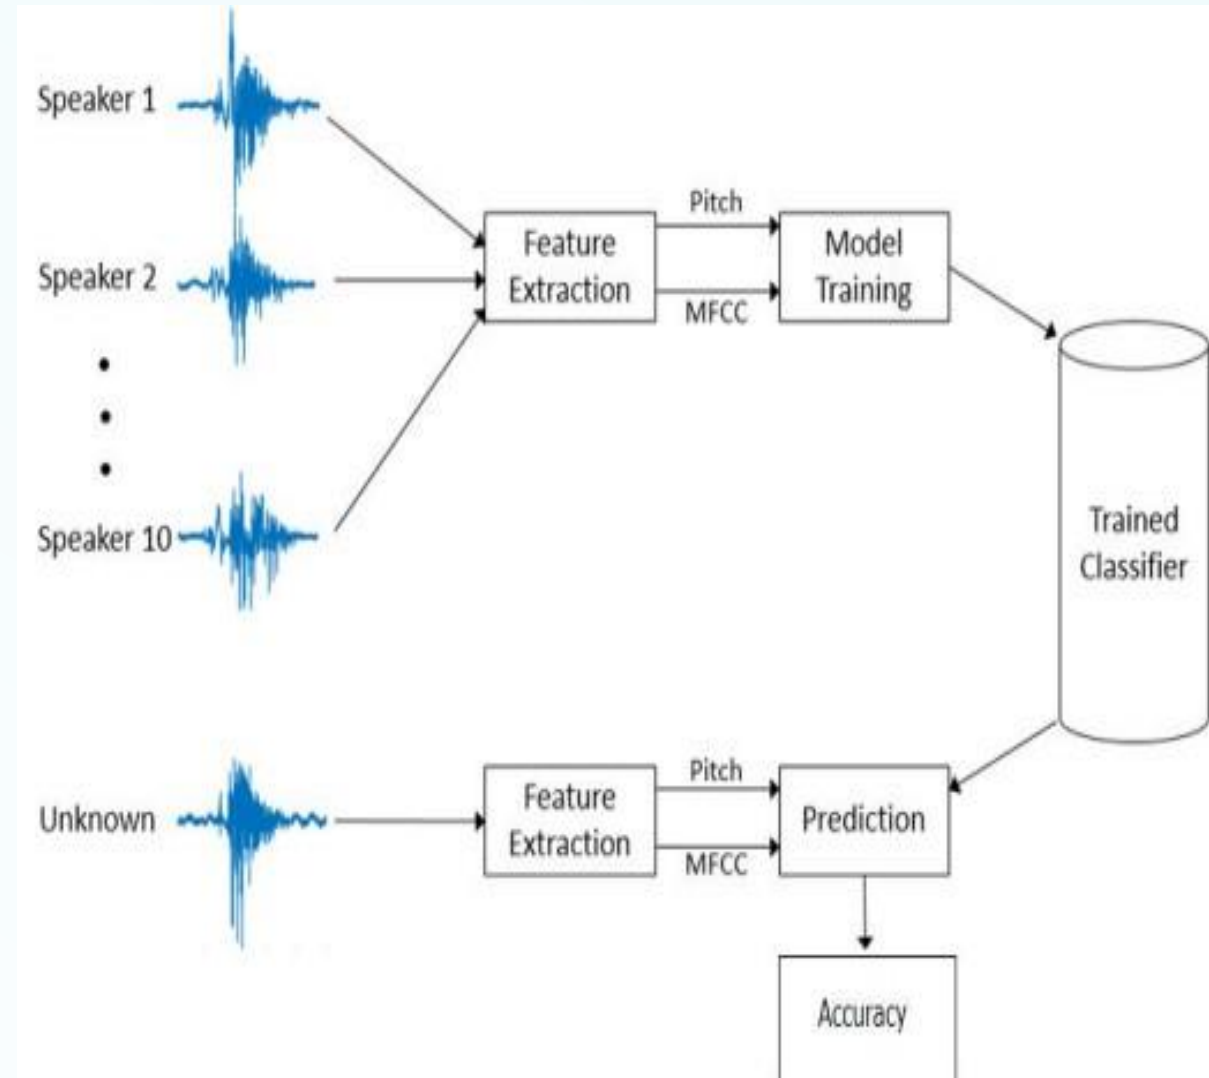 Speaker 1
Pitch
Feature
Extraction
Model
Training
MFCC
Speaker 2
Speaker 10
Trained
Classifier
Unknown
Feature
Extraction
Pitch
MFCC
Prediction
Accuracy